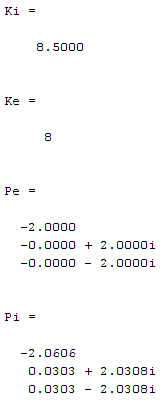 Ki =
8.5000
Ke =
8
Pe =
-2.0000
-0.0000 + 2.0000i
-0.0000 - 2.0000i
Pi =
-2.0606
0.0303 + 2.0308i
0.0303 - 2.0308i